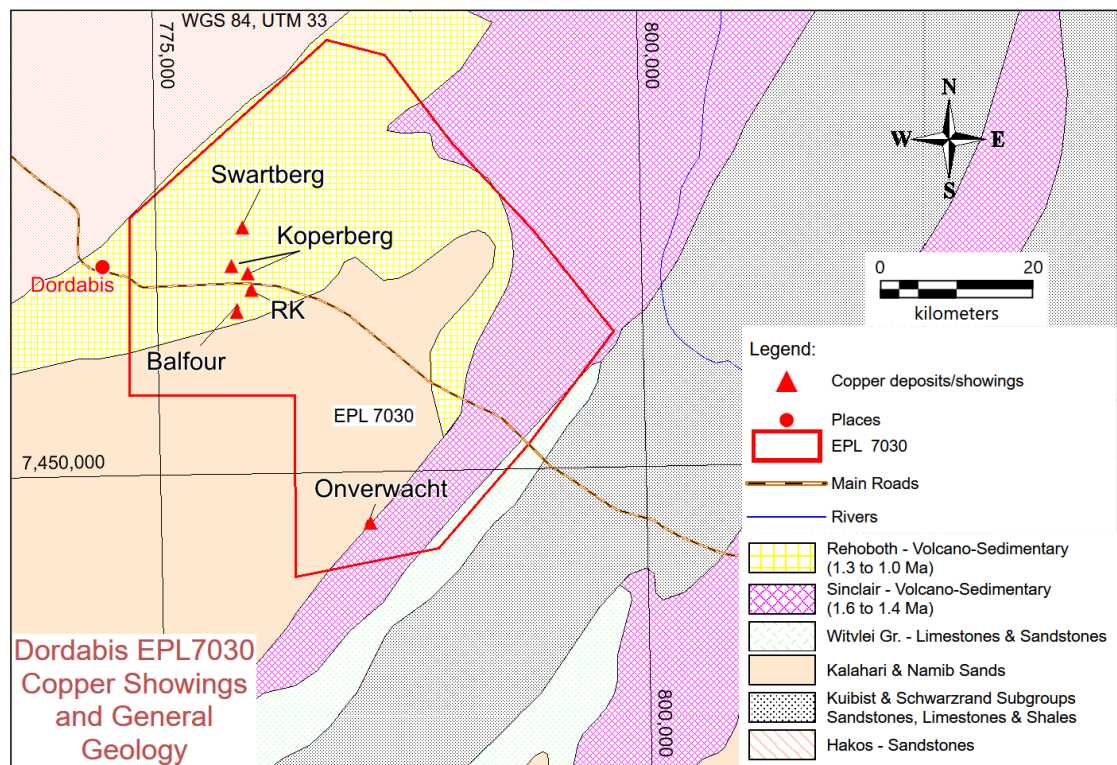 WGS 84, UTM 33
775,000
800,000
N
W
E
S
Swartberg
Koperberg
Dordabis
RK
Balfour
0
20
kilometers
EPL 7030
7,450,000
Onverwacht
800,000
Legend:
Copper deposits/showings
Places
EPL 7030
Main Roads
Rivers
Rehoboth - Volcano-Sedimentary
(1.3 to 1.0 Ma)
Sinclair - Volcano-Sedimentary
(1.6 to 1.4 Ma)
Witvlei Gr. - Limestones & Sandstones
Kalahari & Namib Sands
Kuibist & Schwarzrand Subgroups
Sandstones, Limestones & Shales
Hakos - Sandstones
Dordabis EPL7030
Copper Showings
and General
Geology